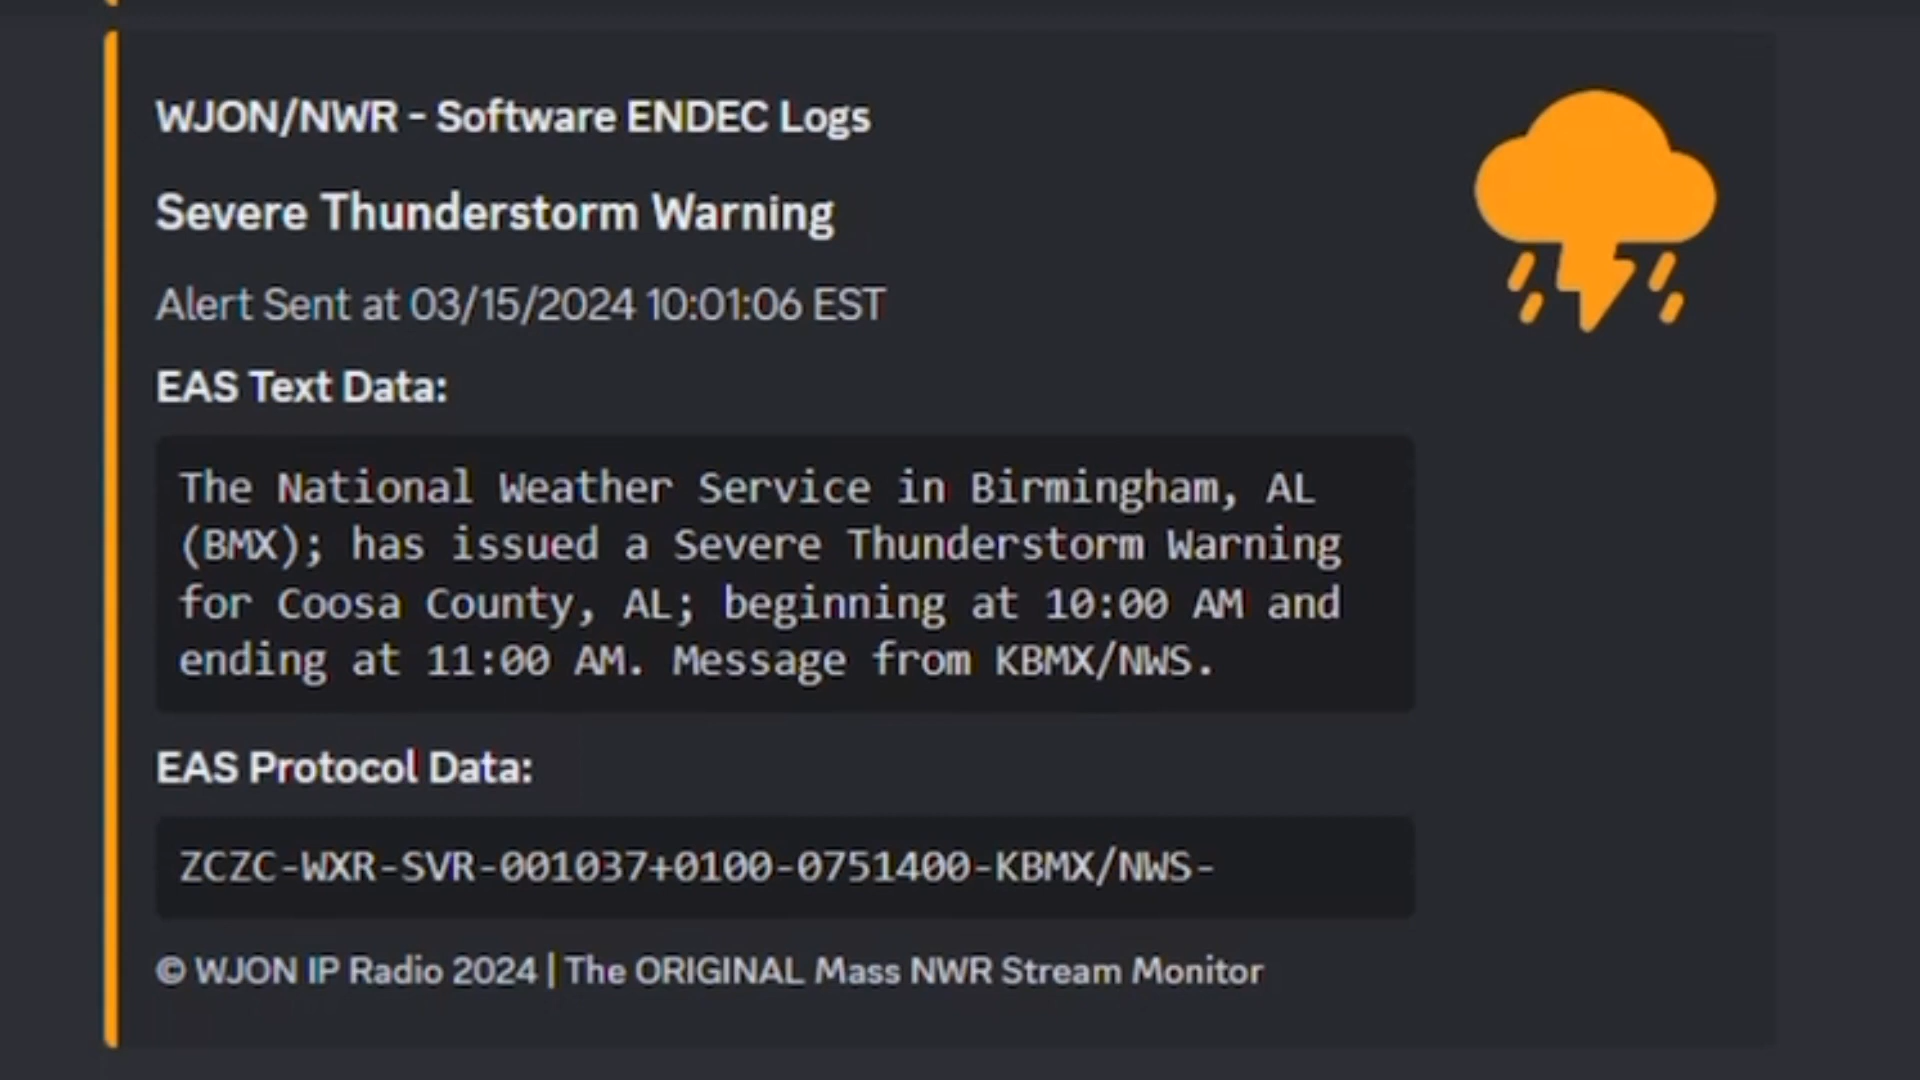 WJON/NWR - Software ENDEC Logs
Severe Thunderstorm Warning
Alert Sent at 03/15/2024 10:01:06 EST
EAS Text Data:
The National Weather Service in Birmingham, AL
(BMX); has issued a Severe Thunderstorm Warning
for Coosa County, AL; beginning at 10:00 AM and
ending at 11:00 AM. Message from KBMX/NWS.
EAS Protocol Data:
ZCZC-WXR-SVR-001037+0100-0751400-KBMX/NWS-
© WJON IP Radio 2024 | The ORIGINAL Mass NWR Stream Monitor